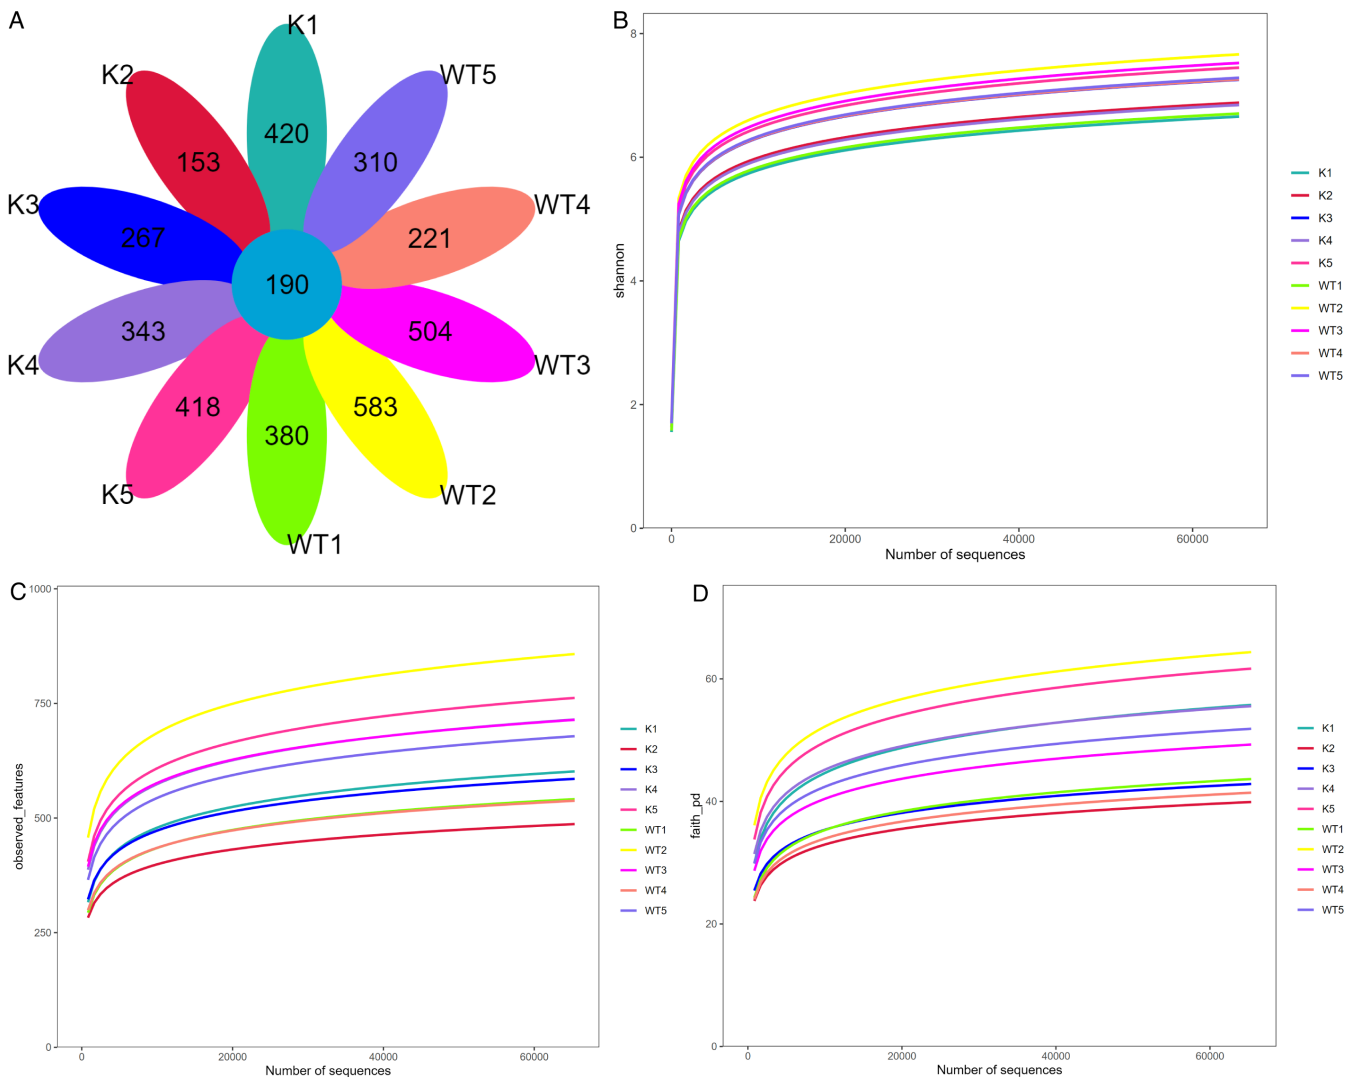 A
K1
K2
WT5
420
153
310
K3
WT4
267
221
190
343
504
K4
WT3
418
583
380
K5
WT2
WT1
B
8
6
4
2
0
shannon
0 20000 40000 60000
Number of sequences
K1
K2
K3
K4
K5
WT1
WT2
WT3
WT4
WT5
C
1000
750
500
250
0
observed_features
0 20000 40000 60000
Number of sequences
K1
K2
K3
K4
K5
WT1
WT2
WT3
WT4
WT5
D
60
40
20
0
faith_pd
0 20000 40000 60000
Number of sequences
K1
K2
K3
K4
K5
WT1
WT2
WT3
WT4
WT5